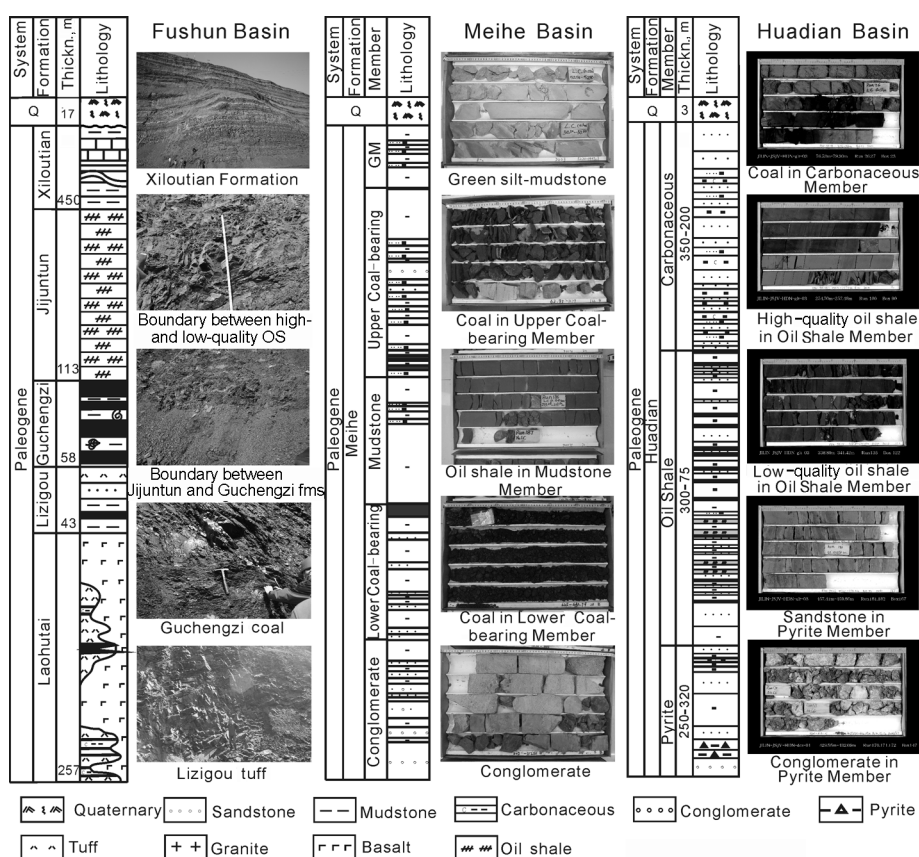 Fushun Basin
System
Formation
Thickn., m
Lithology
Q
17
Paleogene
Xiloutian
450
Jijuntun
113
Guchengzi
58
Lizigou
43
Laohutai
257
Xiloutian Formation
Boundary between high-
and low-quality OS
Boundary between
Jijuntun and Guchengzi fms
Guchengzi coal
Lizigou tuff
Meihe Basin
System
Formation
Member
Lithology
Q
Paleogene
Meihe
GM
Upper Coal-bearing
Mudstone
Lower Coal-bearing
Conglomerate
Green silt-mudstone
Coal in Upper Coal-
bearing Member
Oil shale in Mudstone
Member
Coal in Lower Coal-
bearing Member
Conglomerate
Huadian Basin
System
Formation
Member
Thickn., m
Lithology
Q
3
Paleogene
Huadian
Carbonaceous
350-200
Oil Shale
300-75
Pyrite
250-320
Coal in Carbonaceous
Member
High-quality oil shale
in Oil Shale Member
Low-quality oil shale
in Oil Shale Member
Sandstone in
Pyrite Member
Conglomerate in
Pyrite Member
Quaternary
Sandstone
Mudstone
Carbonaceous
Conglomerate
Pyrite
Tuff
Granite
Basalt
Oil shale